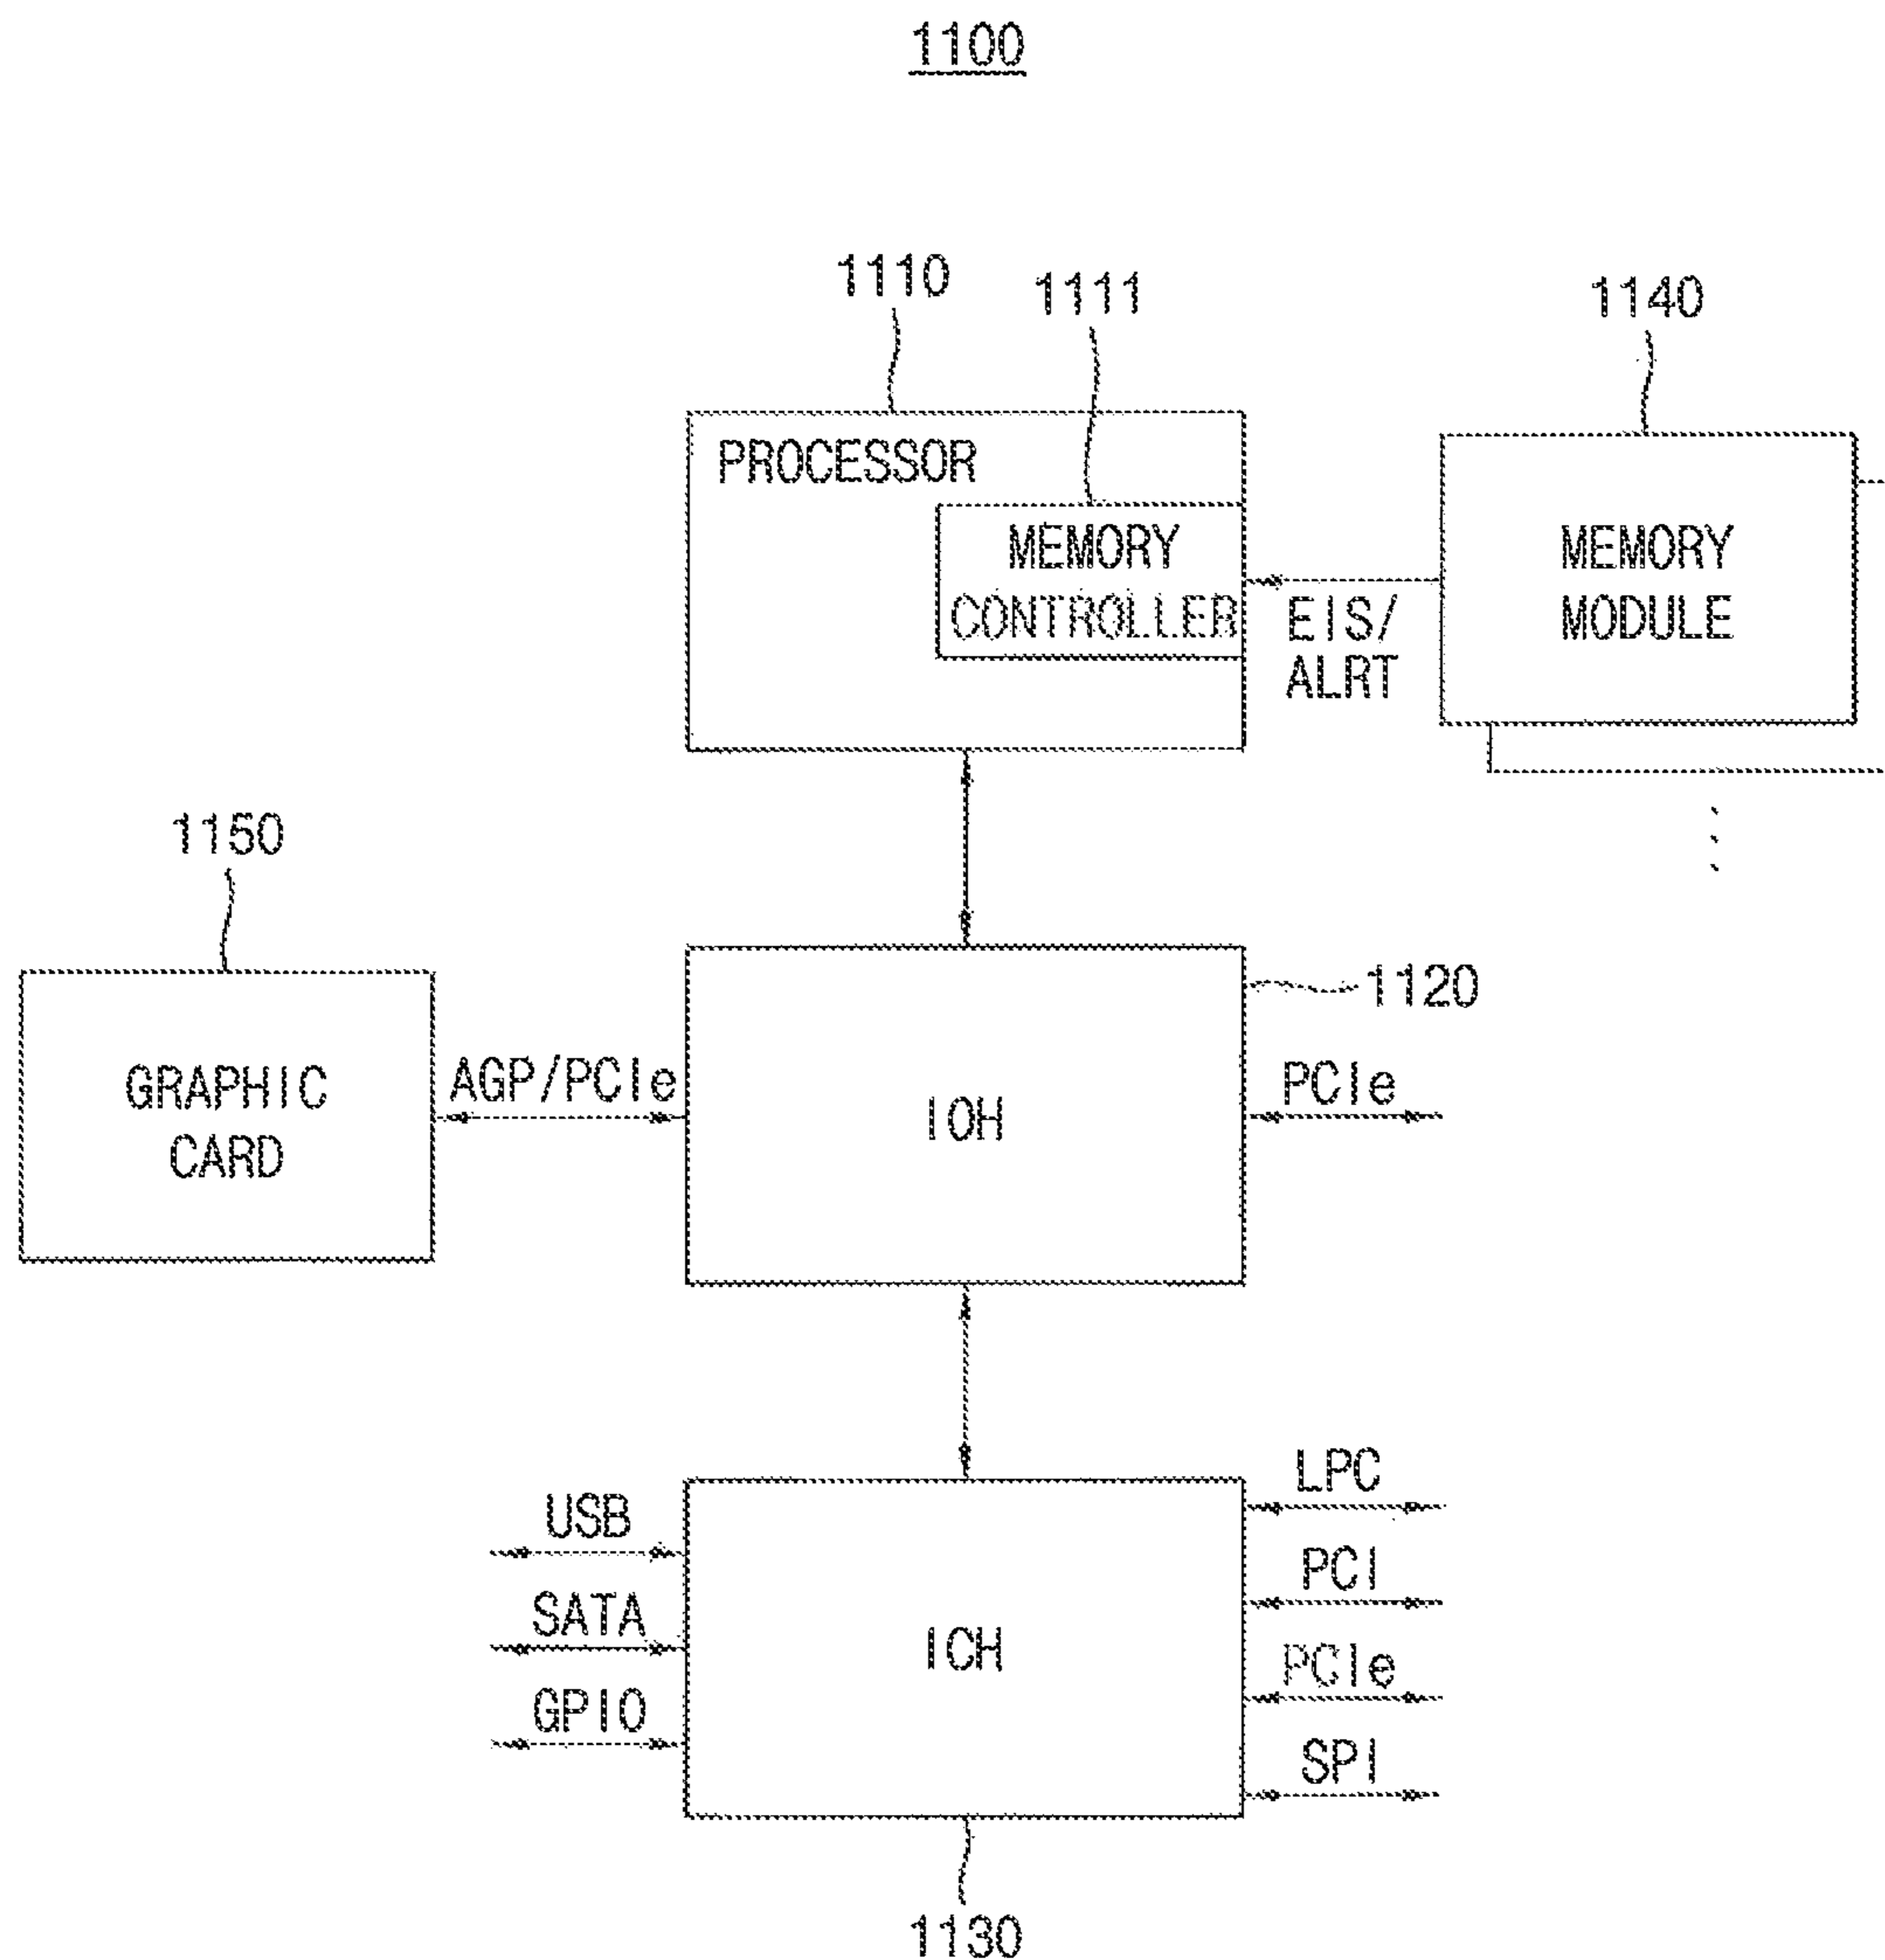 1100
1110
1111
1140
PROCESSOR
MEMORY
CONTROLLER
EIS/
ALRT
MEMORY
MODULE
1150
1120
GRAPHIC
CARD
AGP/PCIe
IOH
PCIe
USB
SATA
GPIO
ICH
LPC
PCI
PCIe
SPI
1130